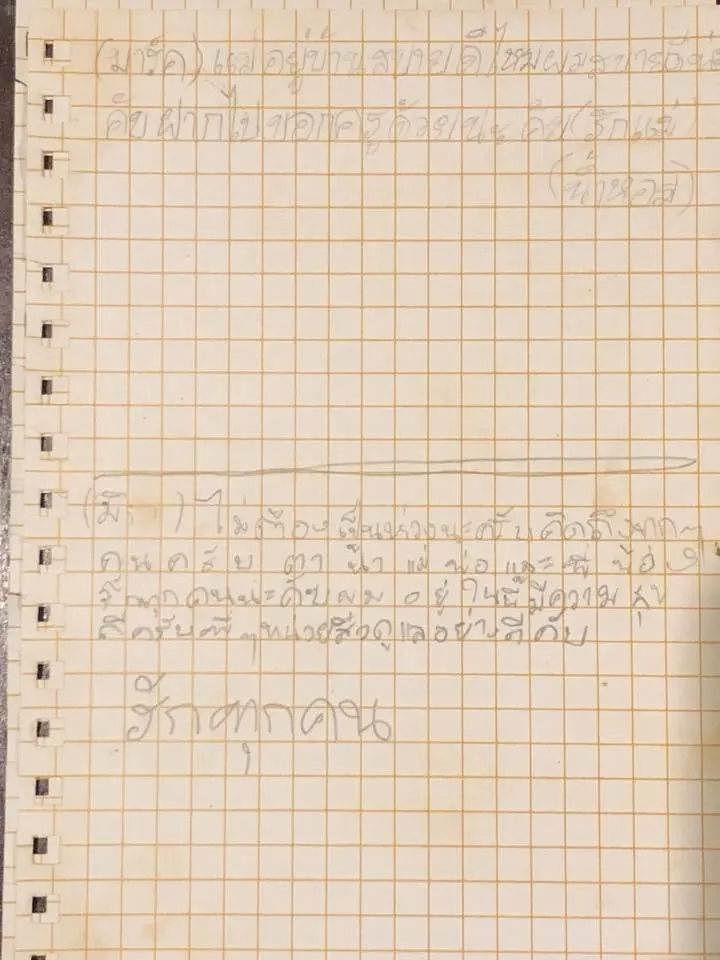 (มาร์ค) แม่อยู่บ้านสบายดีไหมผมสบายดี
คับฝากไปบอกครูด้วยนะคับ (รักแม่
(น้ำหอส)
(มิ ) ไม่ต้องเป็นห่วงนะครับคิดถึงมากๆ
คนครับ ตา น้า แม่ พ่อ และ พี่ น้อง
รักทุกคนนะคับผม อยู่ ในนี้มีความ สุข
ดีครับพี่ๆหน่วยซีลดูแลอย่างดีคับ
รักทุกคน